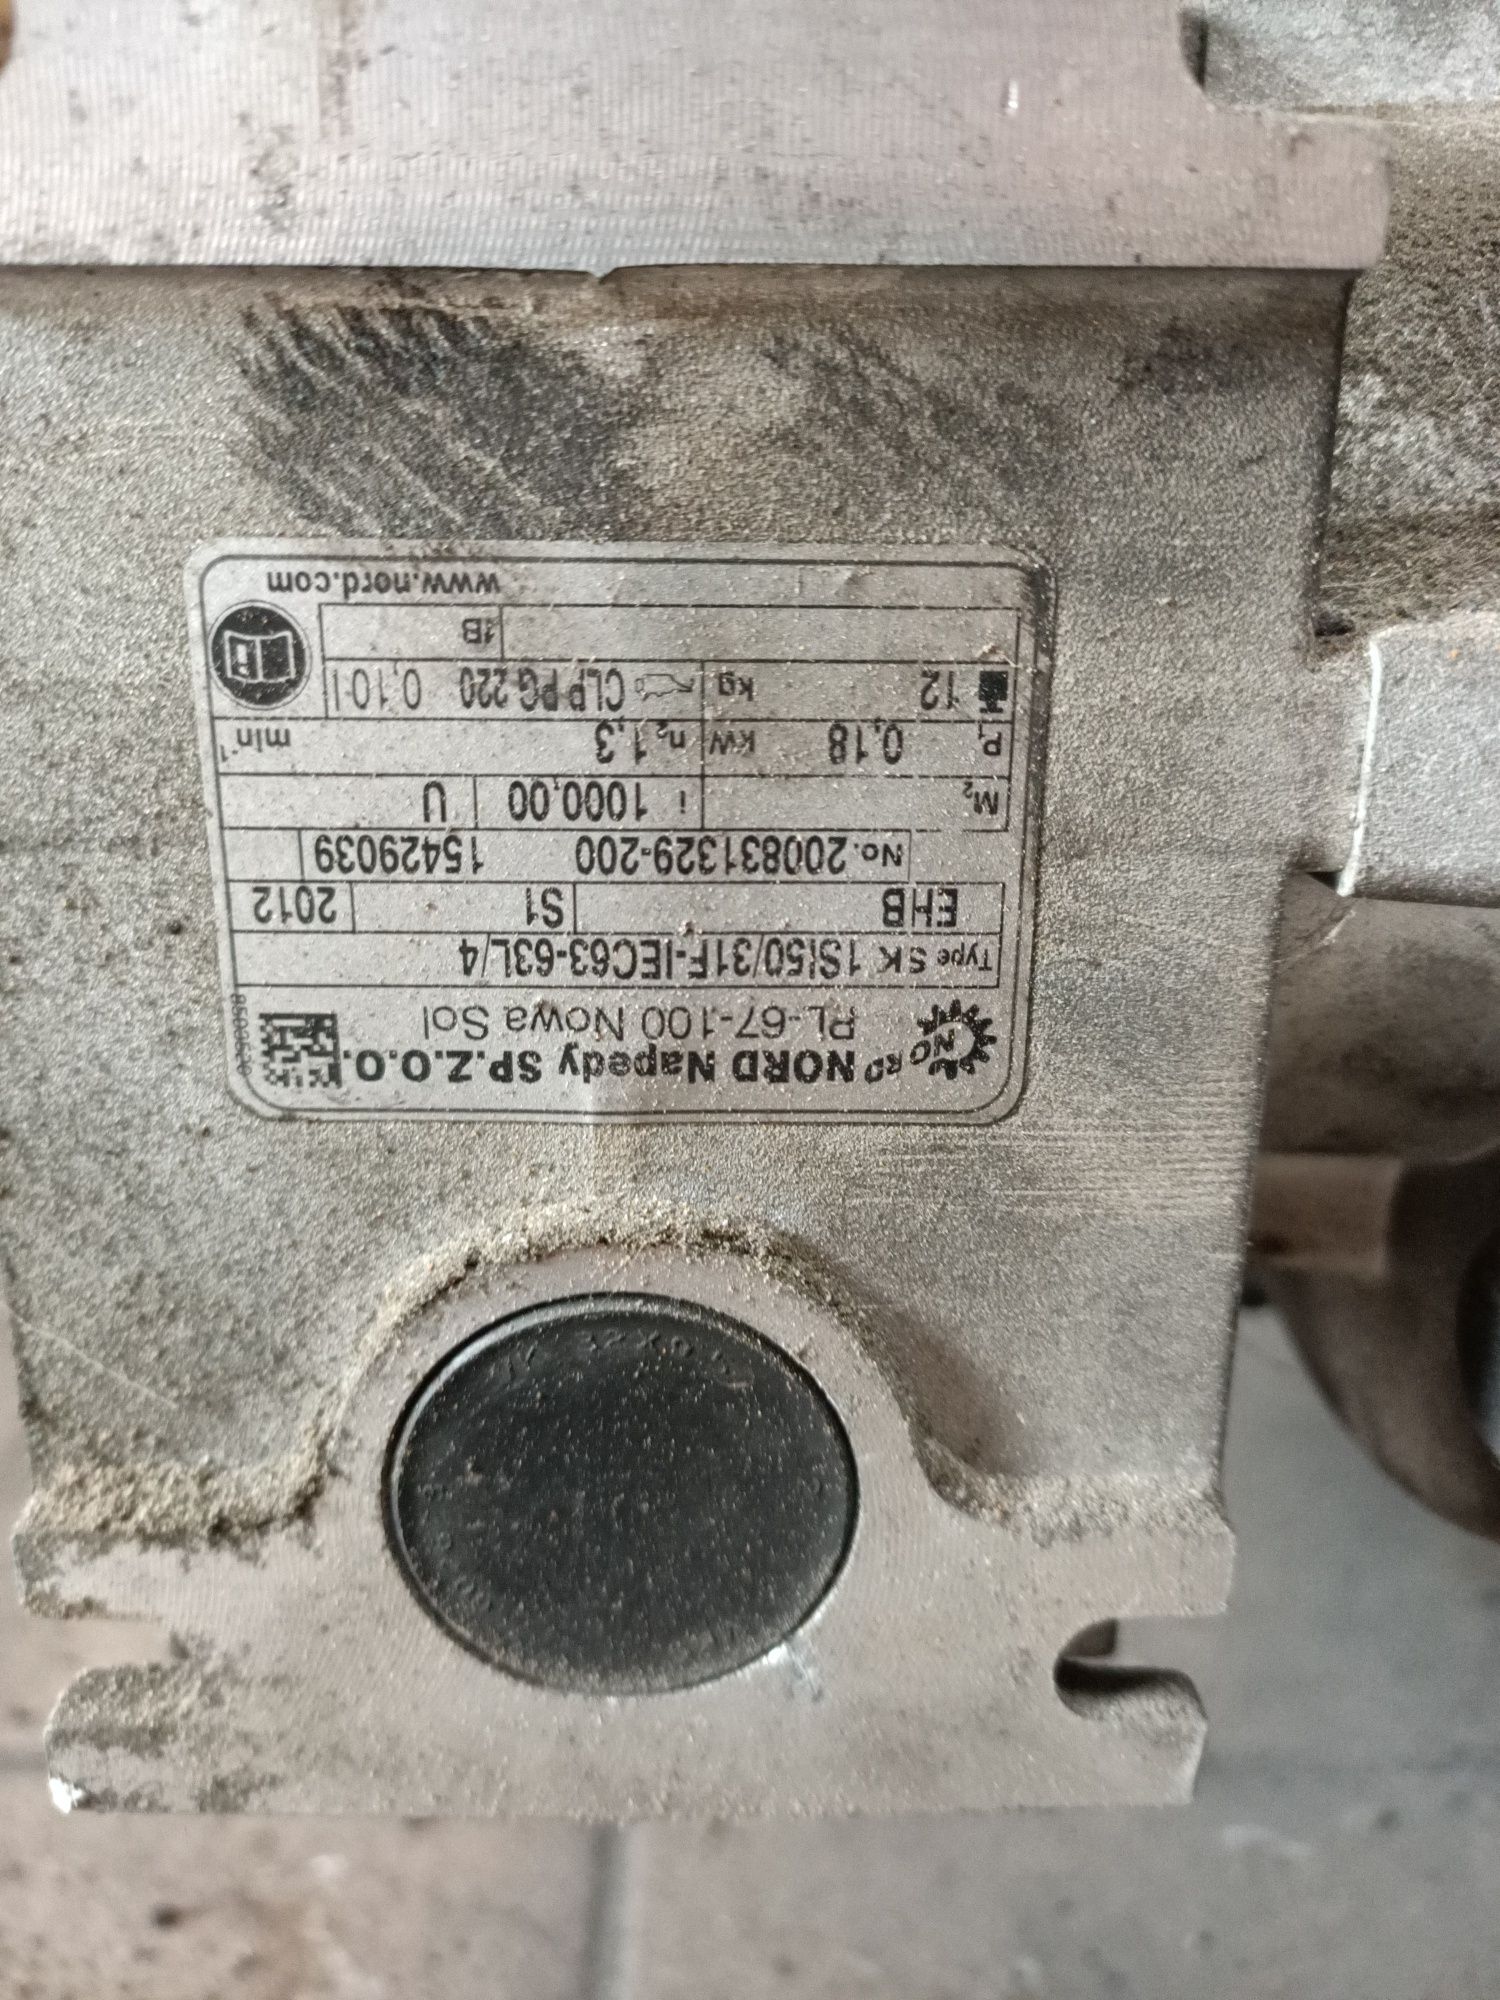 NORD NORD Napedy SP.Z.O.O.
PL-67-100 Nowa Sol
Type SK 1SI50/31F-IEC63-63L/4
EHB S1 2012
No. 200831329-200 15429039
M₂ i 1000,00 U
P₁ 0,18 kW n₂ 1,3 min⁻¹
12 kg CLP PG 220 0,10 l
1B
www.nord.com